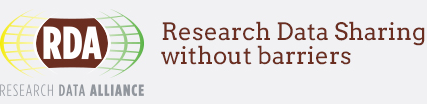 RDA
RESEARCH DATA ALLIANCE
Research Data Sharing
without barriers